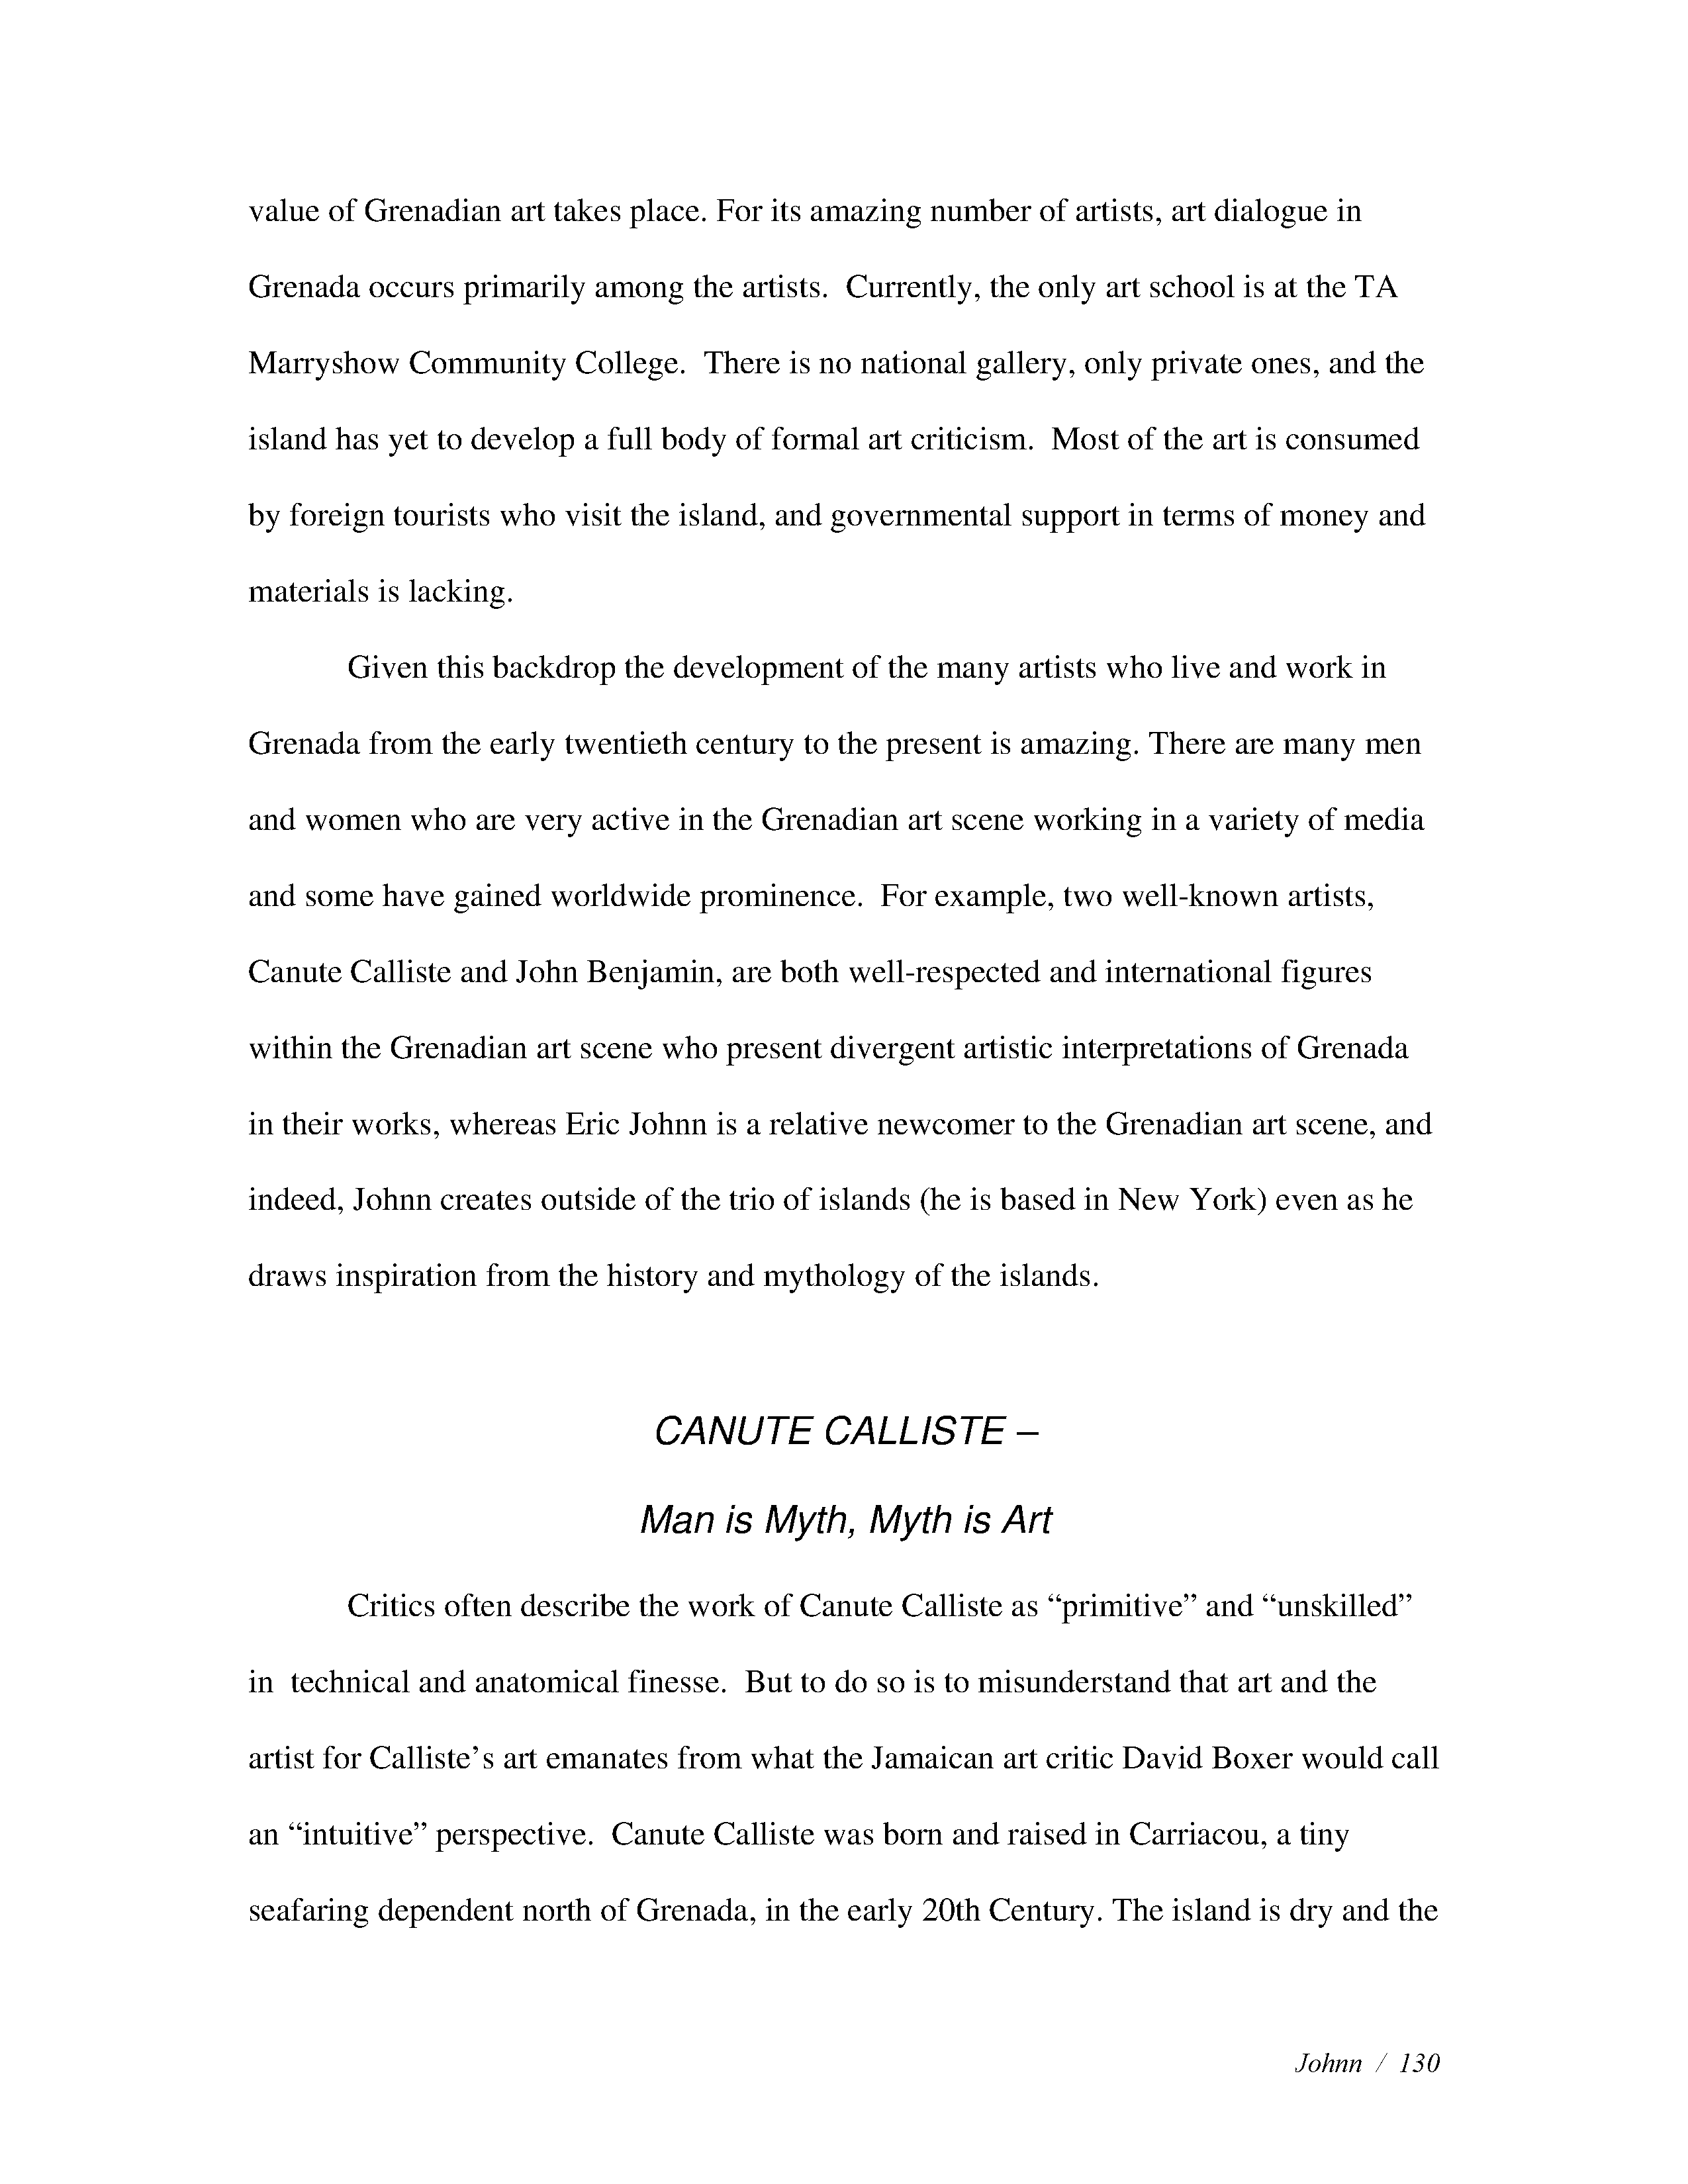 value of Grenadian art takes place. For its amazing number of artists, art dialogue in
Grenada occurs primarily among the artists.  Currently, the only art school is at the TA
Marryshow Community College.  There is no national gallery, only private ones, and the
island has yet to develop a full body of formal art criticism.  Most of the art is consumed
by foreign tourists who visit the island, and governmental support in terms of money and
materials is lacking.
Given this backdrop the development of the many artists who live and work in
Grenada from the early twentieth century to the present is amazing. There are many men
and women who are very active in the Grenadian art scene working in a variety of media
and some have gained worldwide prominence.  For example, two well-known artists,
Canute Calliste and John Benjamin, are both well-respected and international figures
within the Grenadian art scene who present divergent artistic interpretations of Grenada
in their works, whereas Eric Johnn is a relative newcomer to the Grenadian art scene, and
indeed, Johnn creates outside of the trio of islands (he is based in New York) even as he
draws inspiration from the history and mythology of the islands.
CANUTE CALLISTE –
Man is Myth, Myth is Art
Critics often describe the work of Canute Calliste as “primitive” and “unskilled”
in  technical and anatomical finesse.  But to do so is to misunderstand that art and the
artist for Calliste’s art emanates from what the Jamaican art critic David Boxer would call
an “intuitive” perspective.  Canute Calliste was born and raised in Carriacou, a tiny
seafaring dependent north of Grenada, in the early 20th Century. The island is dry and the
Johnn / 130